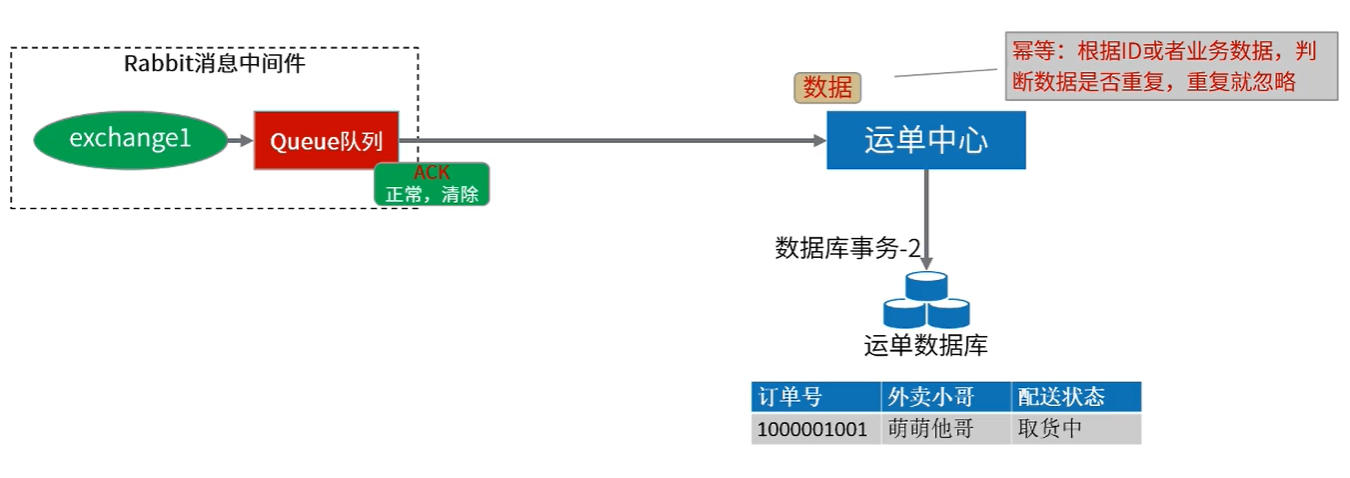 Rabbit消息中间件
exchange1
Queue队列
ACK
正常，清除
数据
幂等：根据ID或者业务数据，判
断数据是否重复，重复就忽略
运单中心
数据库事务-2
运单数据库
订单号 外卖小哥 配送状态
1000001001 萌萌他哥 取货中